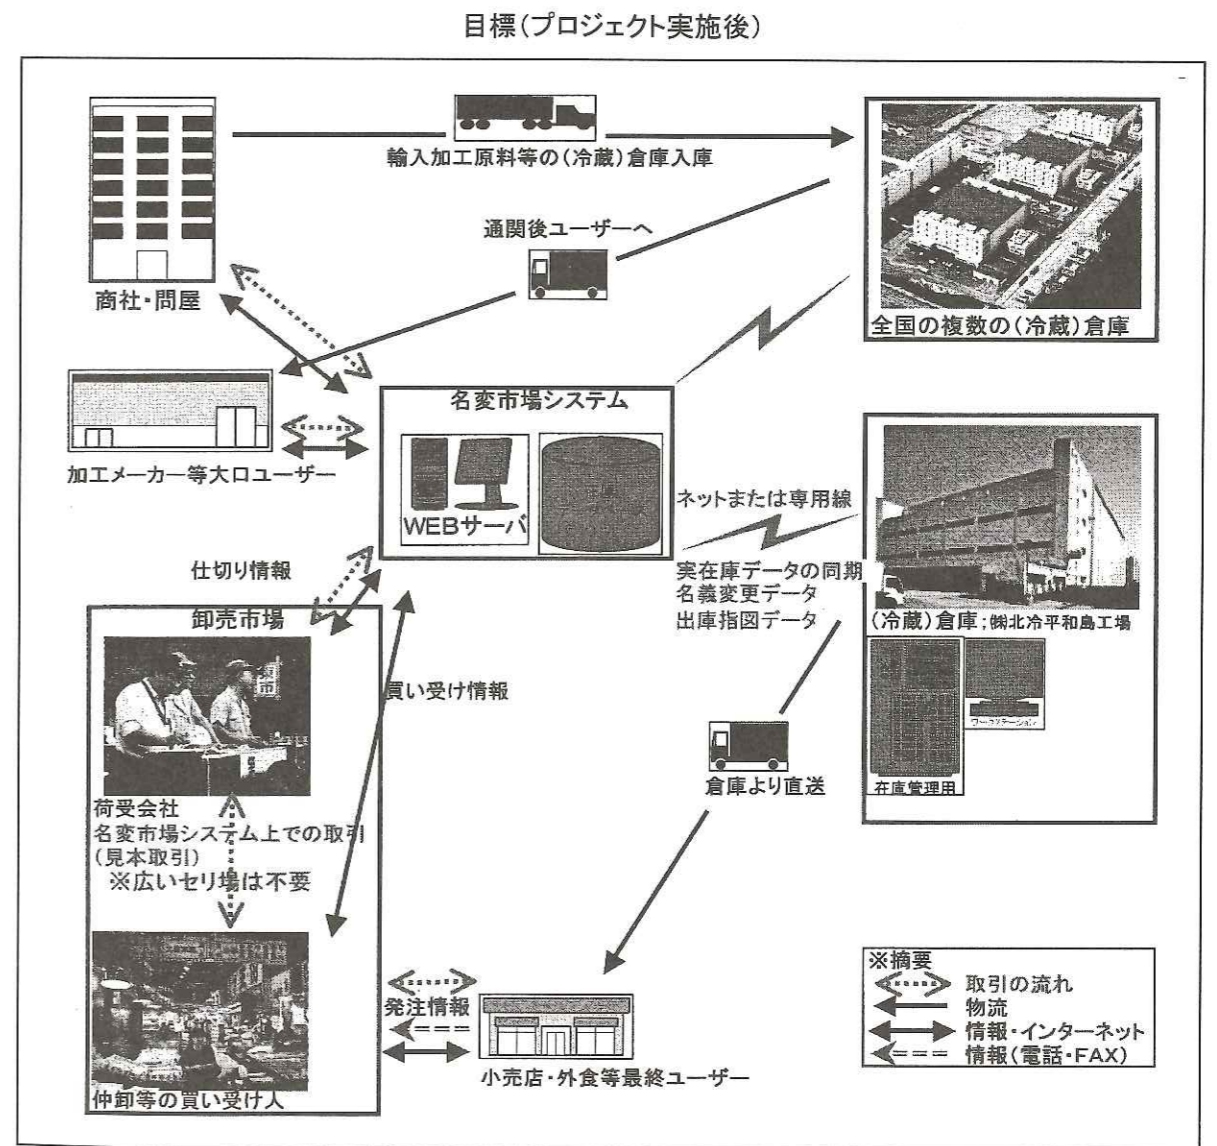 目標(プロジェクト実施後)
輸入加工原料等の(冷蔵)倉庫入庫
通関後ユーザーへ
商社・問屋
全国の複数の(冷蔵)倉庫
加工メーカー等大口ユーザー
名変市場システム
WEBサーバ
ネットまたは専用線
実在庫データの同期
名義変更データ
出庫指図データ
(冷蔵)倉庫;㈱北冷平和島工場
ワークステーション
在庫管理用
仕切り情報
卸売市場
買い受け情報
倉庫より直送
荷受会社
名変市場システム上での取引
(見本取引)
※広いセリ場は不要
発注情報
仲卸等の買い受け人
小売店・外食等最終ユーザー
※摘要
取引の流れ
物流
情報・インターネット
情報(電話・FAX)